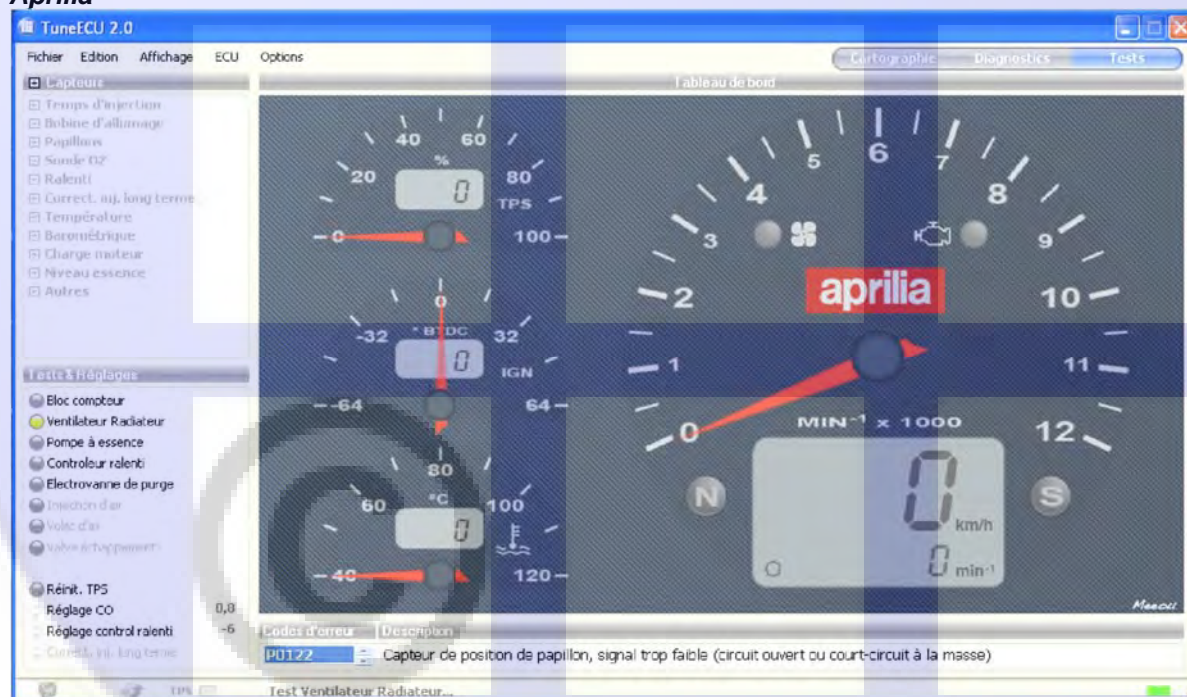 Aprilia
TuneECU 2.0
Fichier Edition Affichage ECU Options
Cartographie Diagnostics Tests
Capteurs
Tableau de bord
Temps d'injection
Bobine d'allumage
Papillons
Sonde O2
Ralenti
Correct. inj. long terme
Température
Barométrique
Charge moteur
Niveau essence
Autres
Tests & Réglages
Bloc compteur
Ventilateur Radiateur
Pompe à essence
Controleur ralenti
Electrovanne de purge
Injection d'air
Volet d'air
Valve échappement
Réinit. TPS
Réglage CO 0,0
Réglage control ralenti -6
Correct. inj. long terme
0 20 40 60 80 100
%
0
TPS
-64 -32 0 32 64
° BTDC
0
IGN
40 60 80 100 120
°C
0
0 1 2 3 4 5 6 7 8 9 10 11 12
aprilia
MIN⁻¹ x 1000
N
S
0 km/h
0 min⁻¹
Codes d'erreur Description
P0122 Capteur de position de papillon, signal trop faible (circuit ouvert ou court-circuit à la masse)
TPS Test Ventilateur Radiateur...